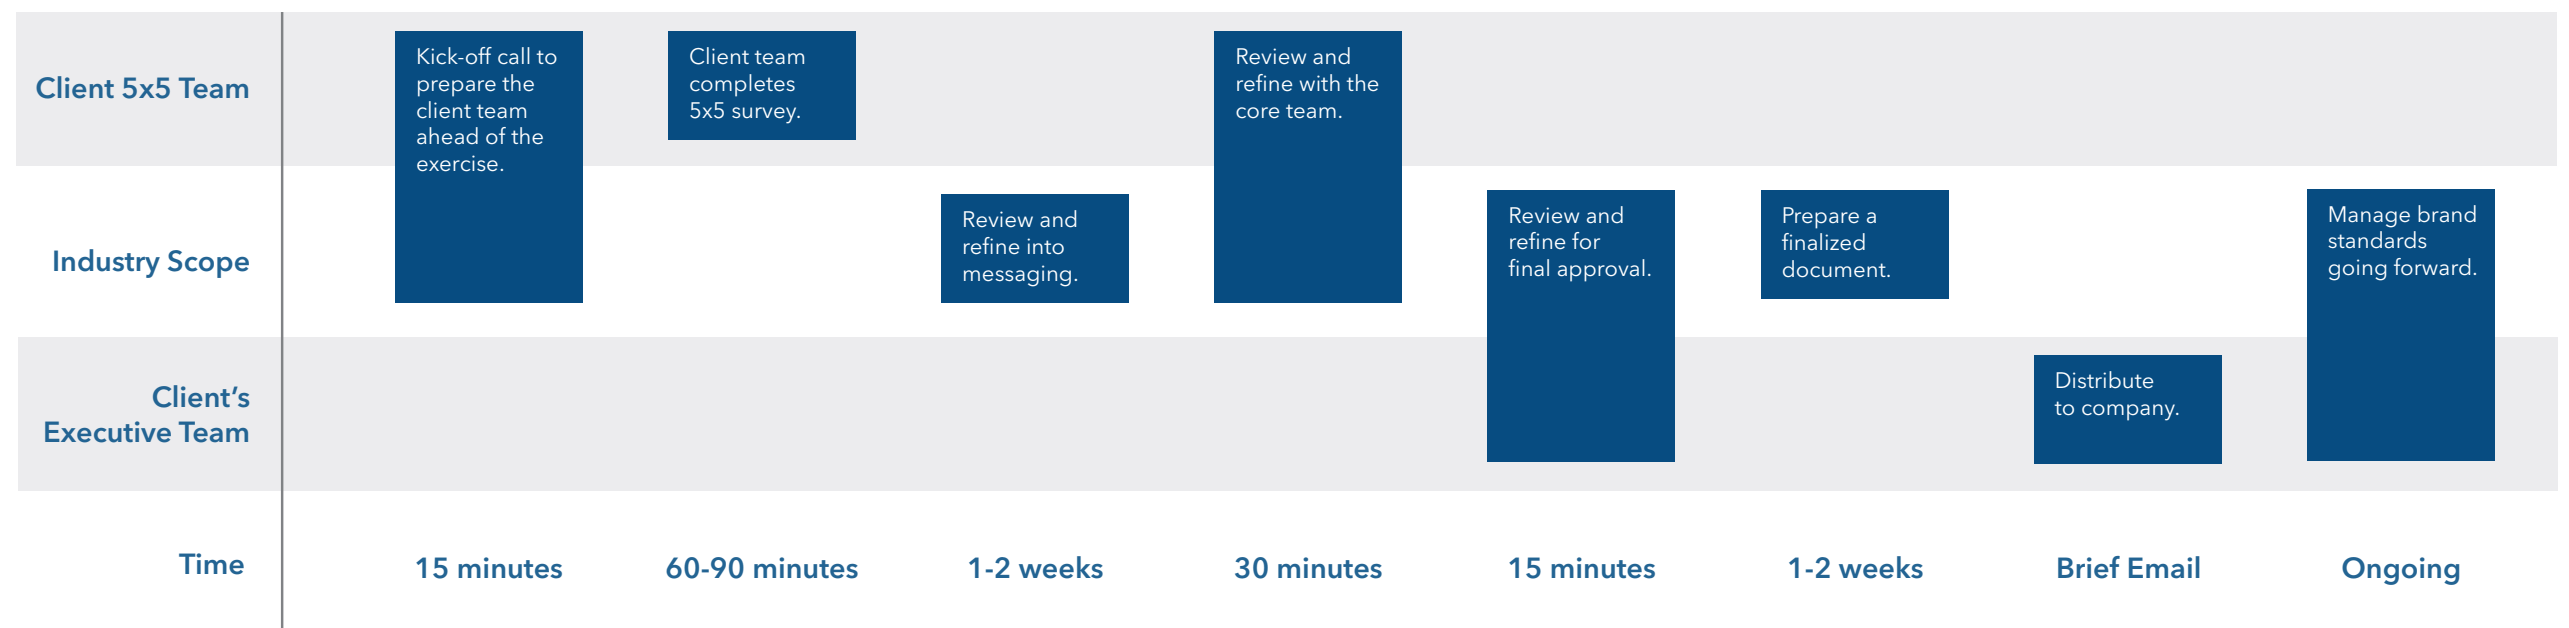 Client 5x5 Team
Kick-off call to
prepare the
client team
ahead of the
exercise.
Client team
completes
5x5 survey.
Review and
refine with the
core team.
Industry Scope
Review and
refine into
messaging.
Review and
refine for
final approval.
Prepare a
finalized
document.
Manage brand
standards
going forward.
Client’s
Executive Team
Distribute
to company.
Time
15 minutes
60-90 minutes
1-2 weeks
30 minutes
15 minutes
1-2 weeks
Brief Email
Ongoing